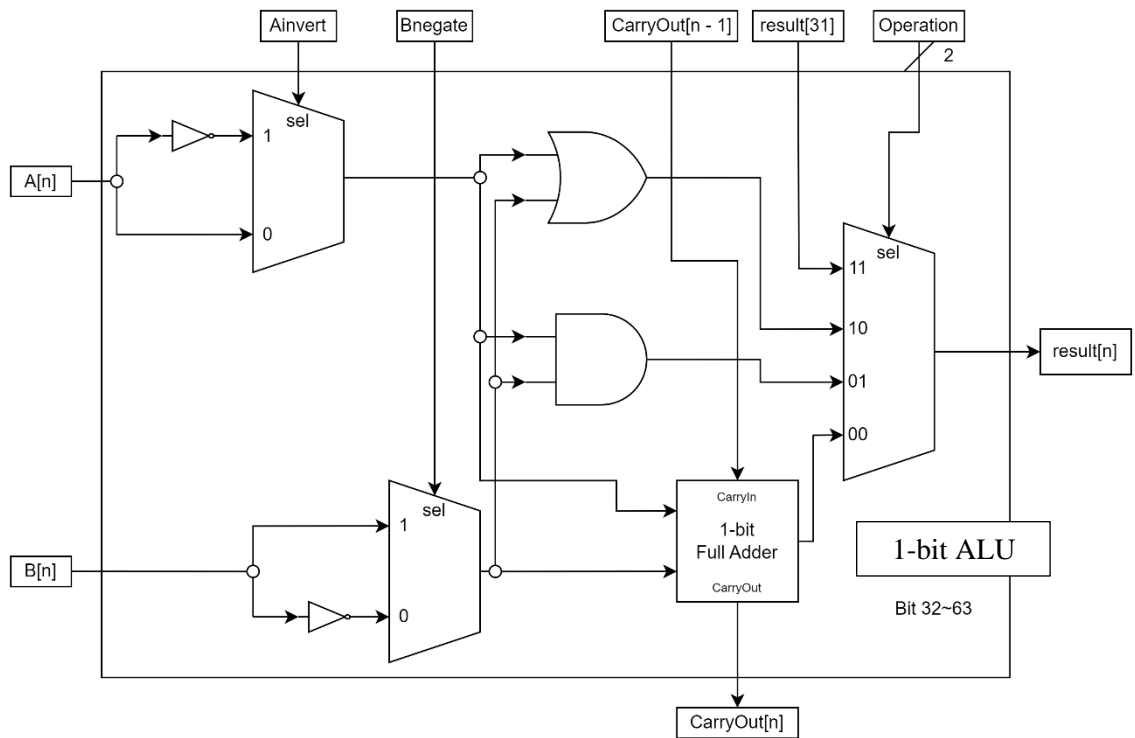 Ainvert
Bnegate
CarryOut[n - 1]
result[31]
Operation
2
sel
1
A[n]
0
sel
11
10
result[n]
01
00
sel
CarryIn
1
1-bit
Full Adder
1-bit ALU
B[n]
CarryOut
0
Bit 32~63
CarryOut[n]